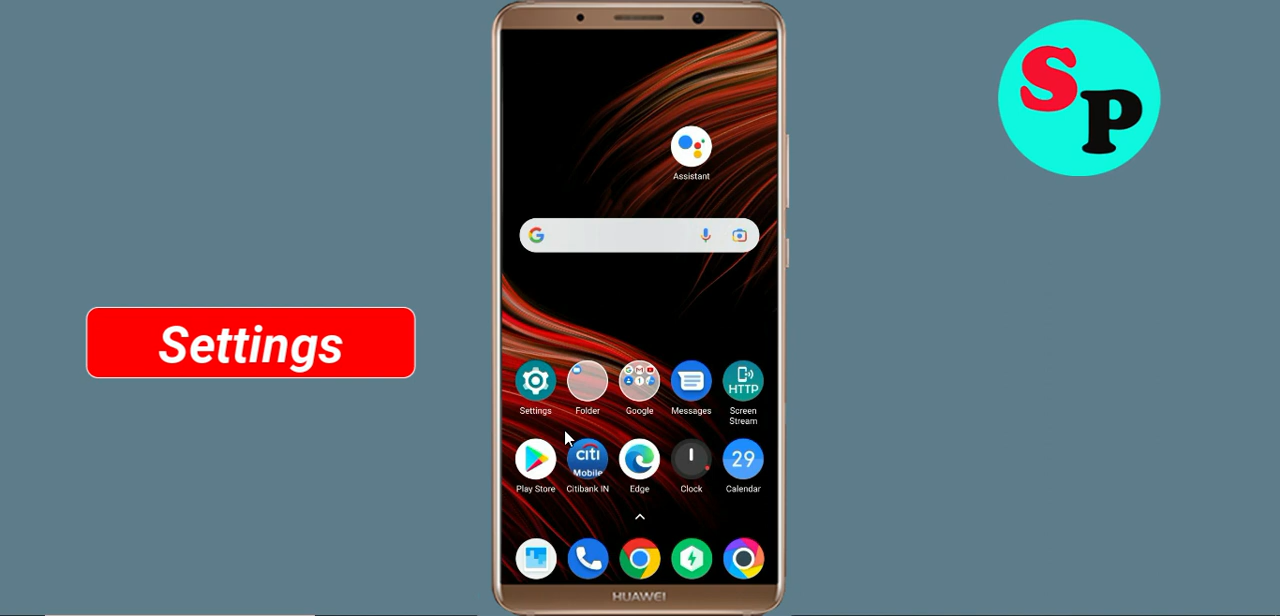 SP
Assistant
Settings
HTTP
Settings
Folder
Google
Messages
Screen
Stream
citi
Mobile
29
Play Store
Citibank IN
Edge
Clock
Calendar
HUAWEI